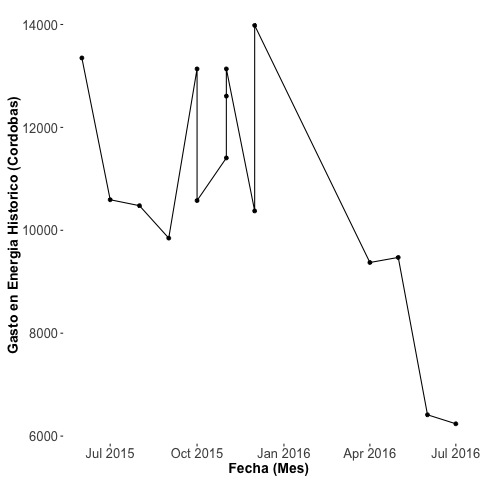 Gasto en Energia Historico (Cordobas)
14000
12000
10000
8000
6000
Jul 2015
Oct 2015
Jan 2016
Apr 2016
Jul 2016
Fecha (Mes)